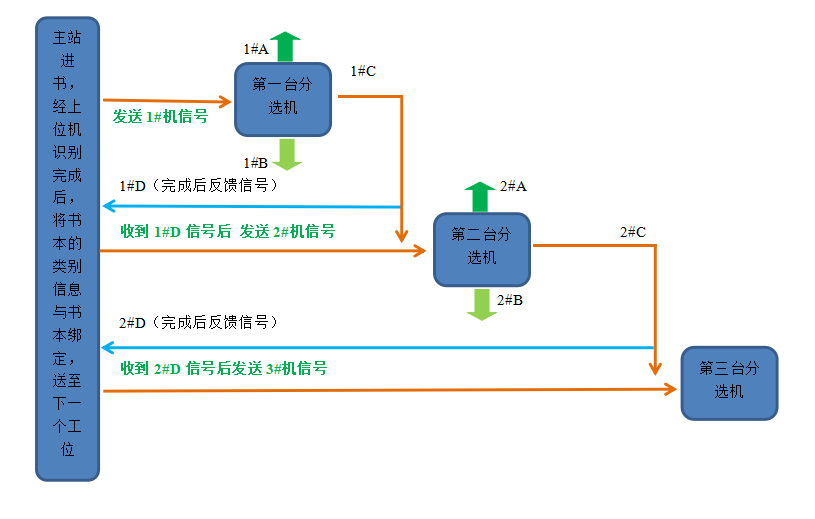 主站
进
书，
经上
位机
识别
完成
后，
将书
本的
类别
信息
与书
本绑
定，
送至
下一
个工
位
1#A
第一台分
选机
1#C
发送 1#机信号
1#B
1#D（完成后反馈信号）
2#A
收到 1#D 信号后 发送 2#机信号
第二台分
选机
2#C
2#B
2#D（完成后反馈信号）
收到 2#D 信号后发送 3#机信号
第三台分
选机